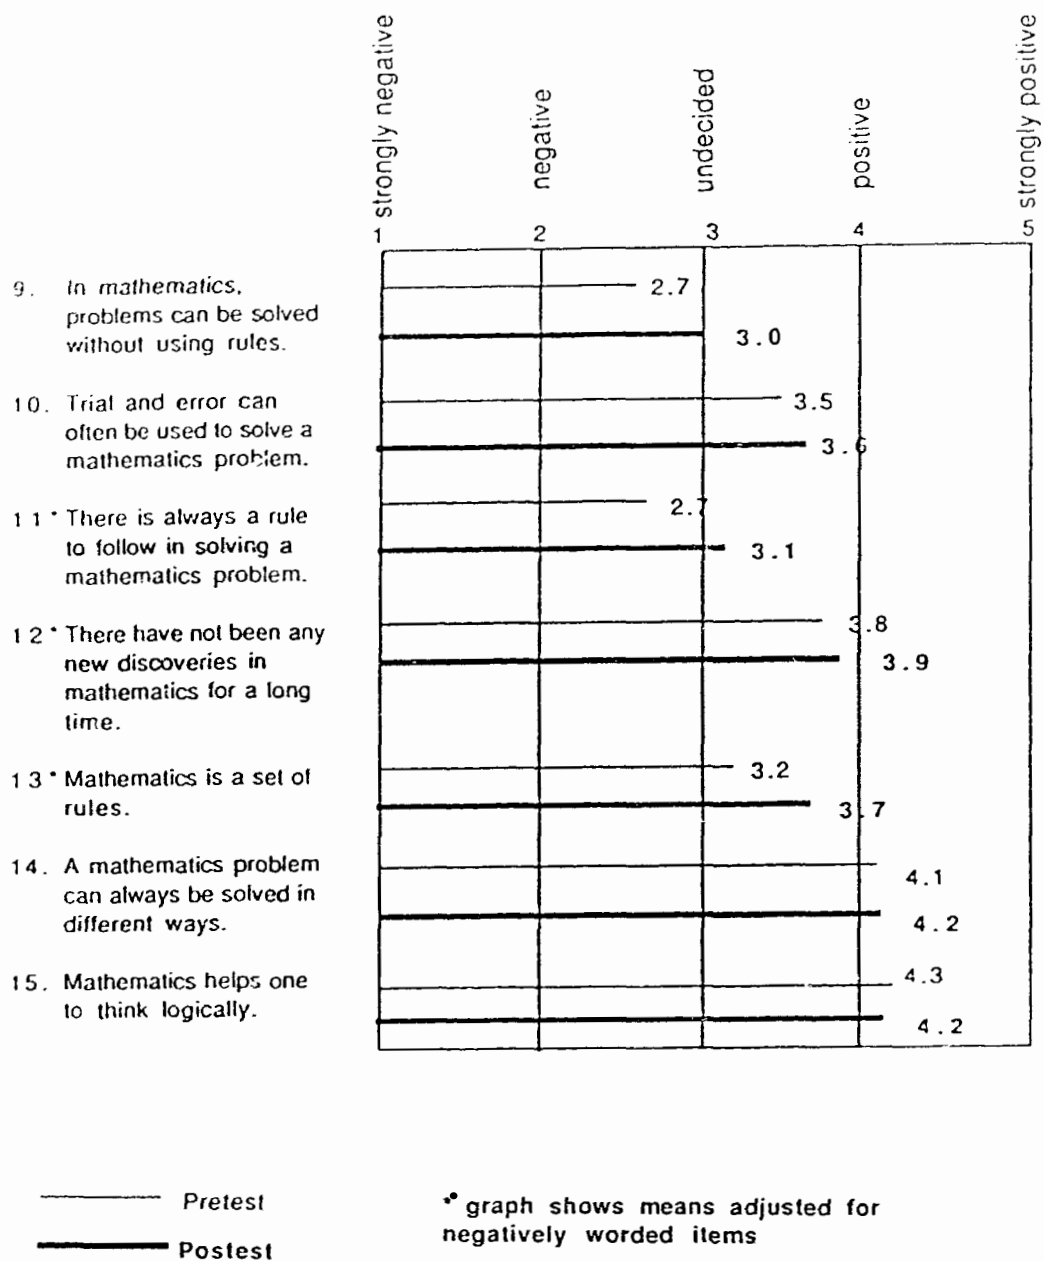 strongly negative
negative
undecided
positive
strongly positive
1 2 3 4 5
9. In mathematics,
problems can be solved
without using rules.
2.7
3.0
10. Trial and error can
often be used to solve a
mathematics problem.
3.5
3.6
11* There is always a rule
to follow in solving a
mathematics problem.
2.7
3.1
12* There have not been any
new discoveries in
mathematics for a long
time.
3.8
3.9
13* Mathematics is a set of
rules.
3.2
3.7
14. A mathematics problem
can always be solved in
different ways.
4.1
4.2
15. Mathematics helps one
to think logically.
4.3
4.2
Pretest
Postest
* graph shows means adjusted for
negatively worded items